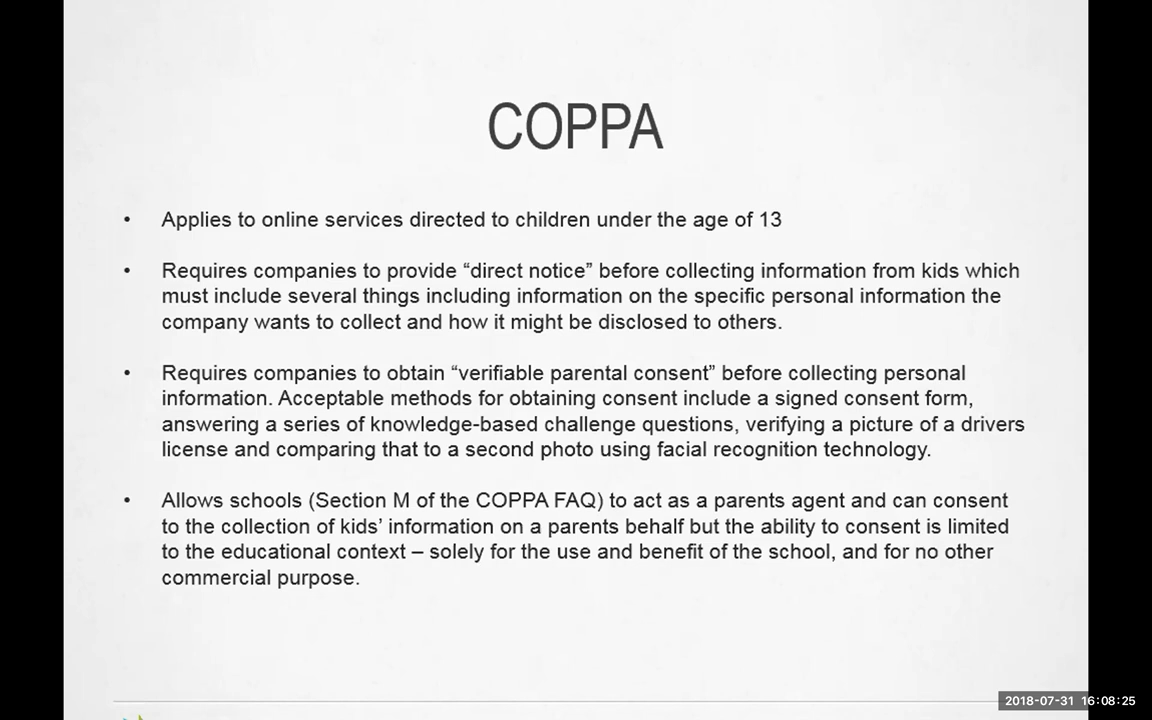 COPPA
• Applies to online services directed to children under the age of 13
• Requires companies to provide “direct notice” before collecting information from kids which
must include several things including information on the specific personal information the
company wants to collect and how it might be disclosed to others.
• Requires companies to obtain “verifiable parental consent” before collecting personal
information. Acceptable methods for obtaining consent include a signed consent form,
answering a series of knowledge-based challenge questions, verifying a picture of a drivers
license and comparing that to a second photo using facial recognition technology.
• Allows schools (Section M of the COPPA FAQ) to act as a parents agent and can consent
to the collection of kids’ information on a parents behalf but the ability to consent is limited
to the educational context – solely for the use and benefit of the school, and for no other
commercial purpose.
2018-07-31 16:08:25